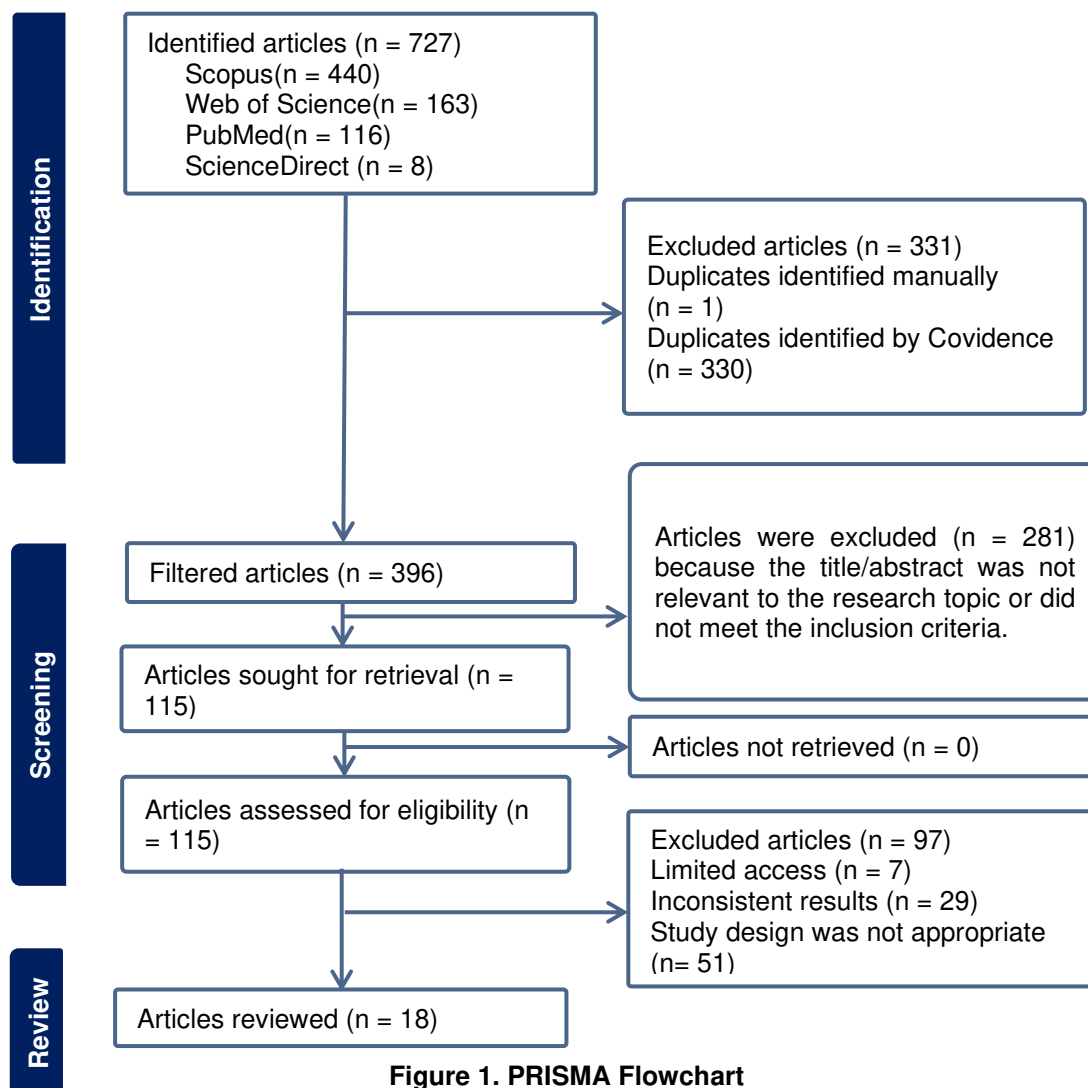 Identification
Identified articles (n = 727)
Scopus(n = 440)
Web of Science(n = 163)
PubMed(n = 116)
ScienceDirect (n = 8)
Excluded articles (n = 331)
Duplicates identified manually
(n = 1)
Duplicates identified by Covidence
(n = 330)
Screening
Filtered articles (n = 396)
Articles were excluded (n = 281)
because the title/abstract was not
relevant to the research topic or did
not meet the inclusion criteria.
Articles sought for retrieval (n =
115)
Articles not retrieved (n = 0)
Articles assessed for eligibility (n
= 115)
Excluded articles (n = 97)
Limited access (n = 7)
Inconsistent results (n = 29)
Study design was not appropriate
(n= 51)
Review
Articles reviewed (n = 18)
Figure 1. PRISMA Flowchart